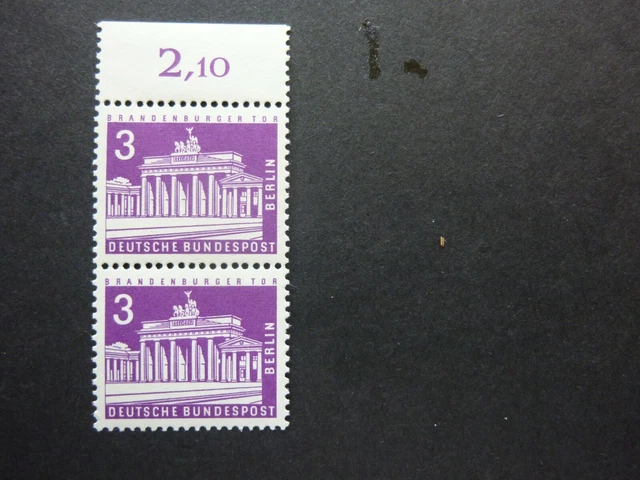 2,10
BRANDENBURGER TOR
3
BERLIN
DEUTSCHE BUNDESPOST
BRANDENBURGER TOR
3
BERLIN
DEUTSCHE BUNDESPOST